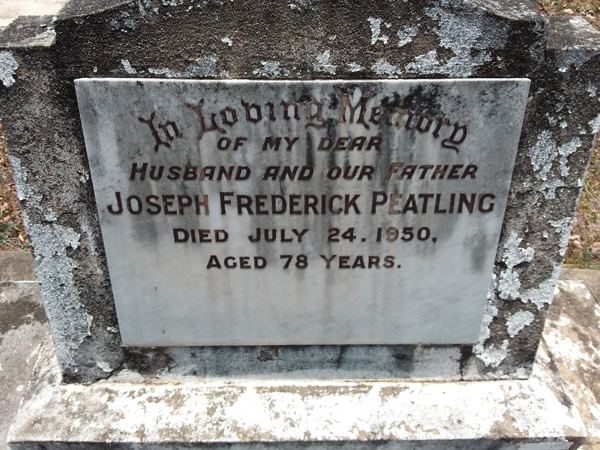 In Loving Memory
OF MY DEAR
HUSBAND AND OUR FATHER
JOSEPH FREDERICK PEATLING
DIED JULY 24. 1950,
AGED 78 YEARS.